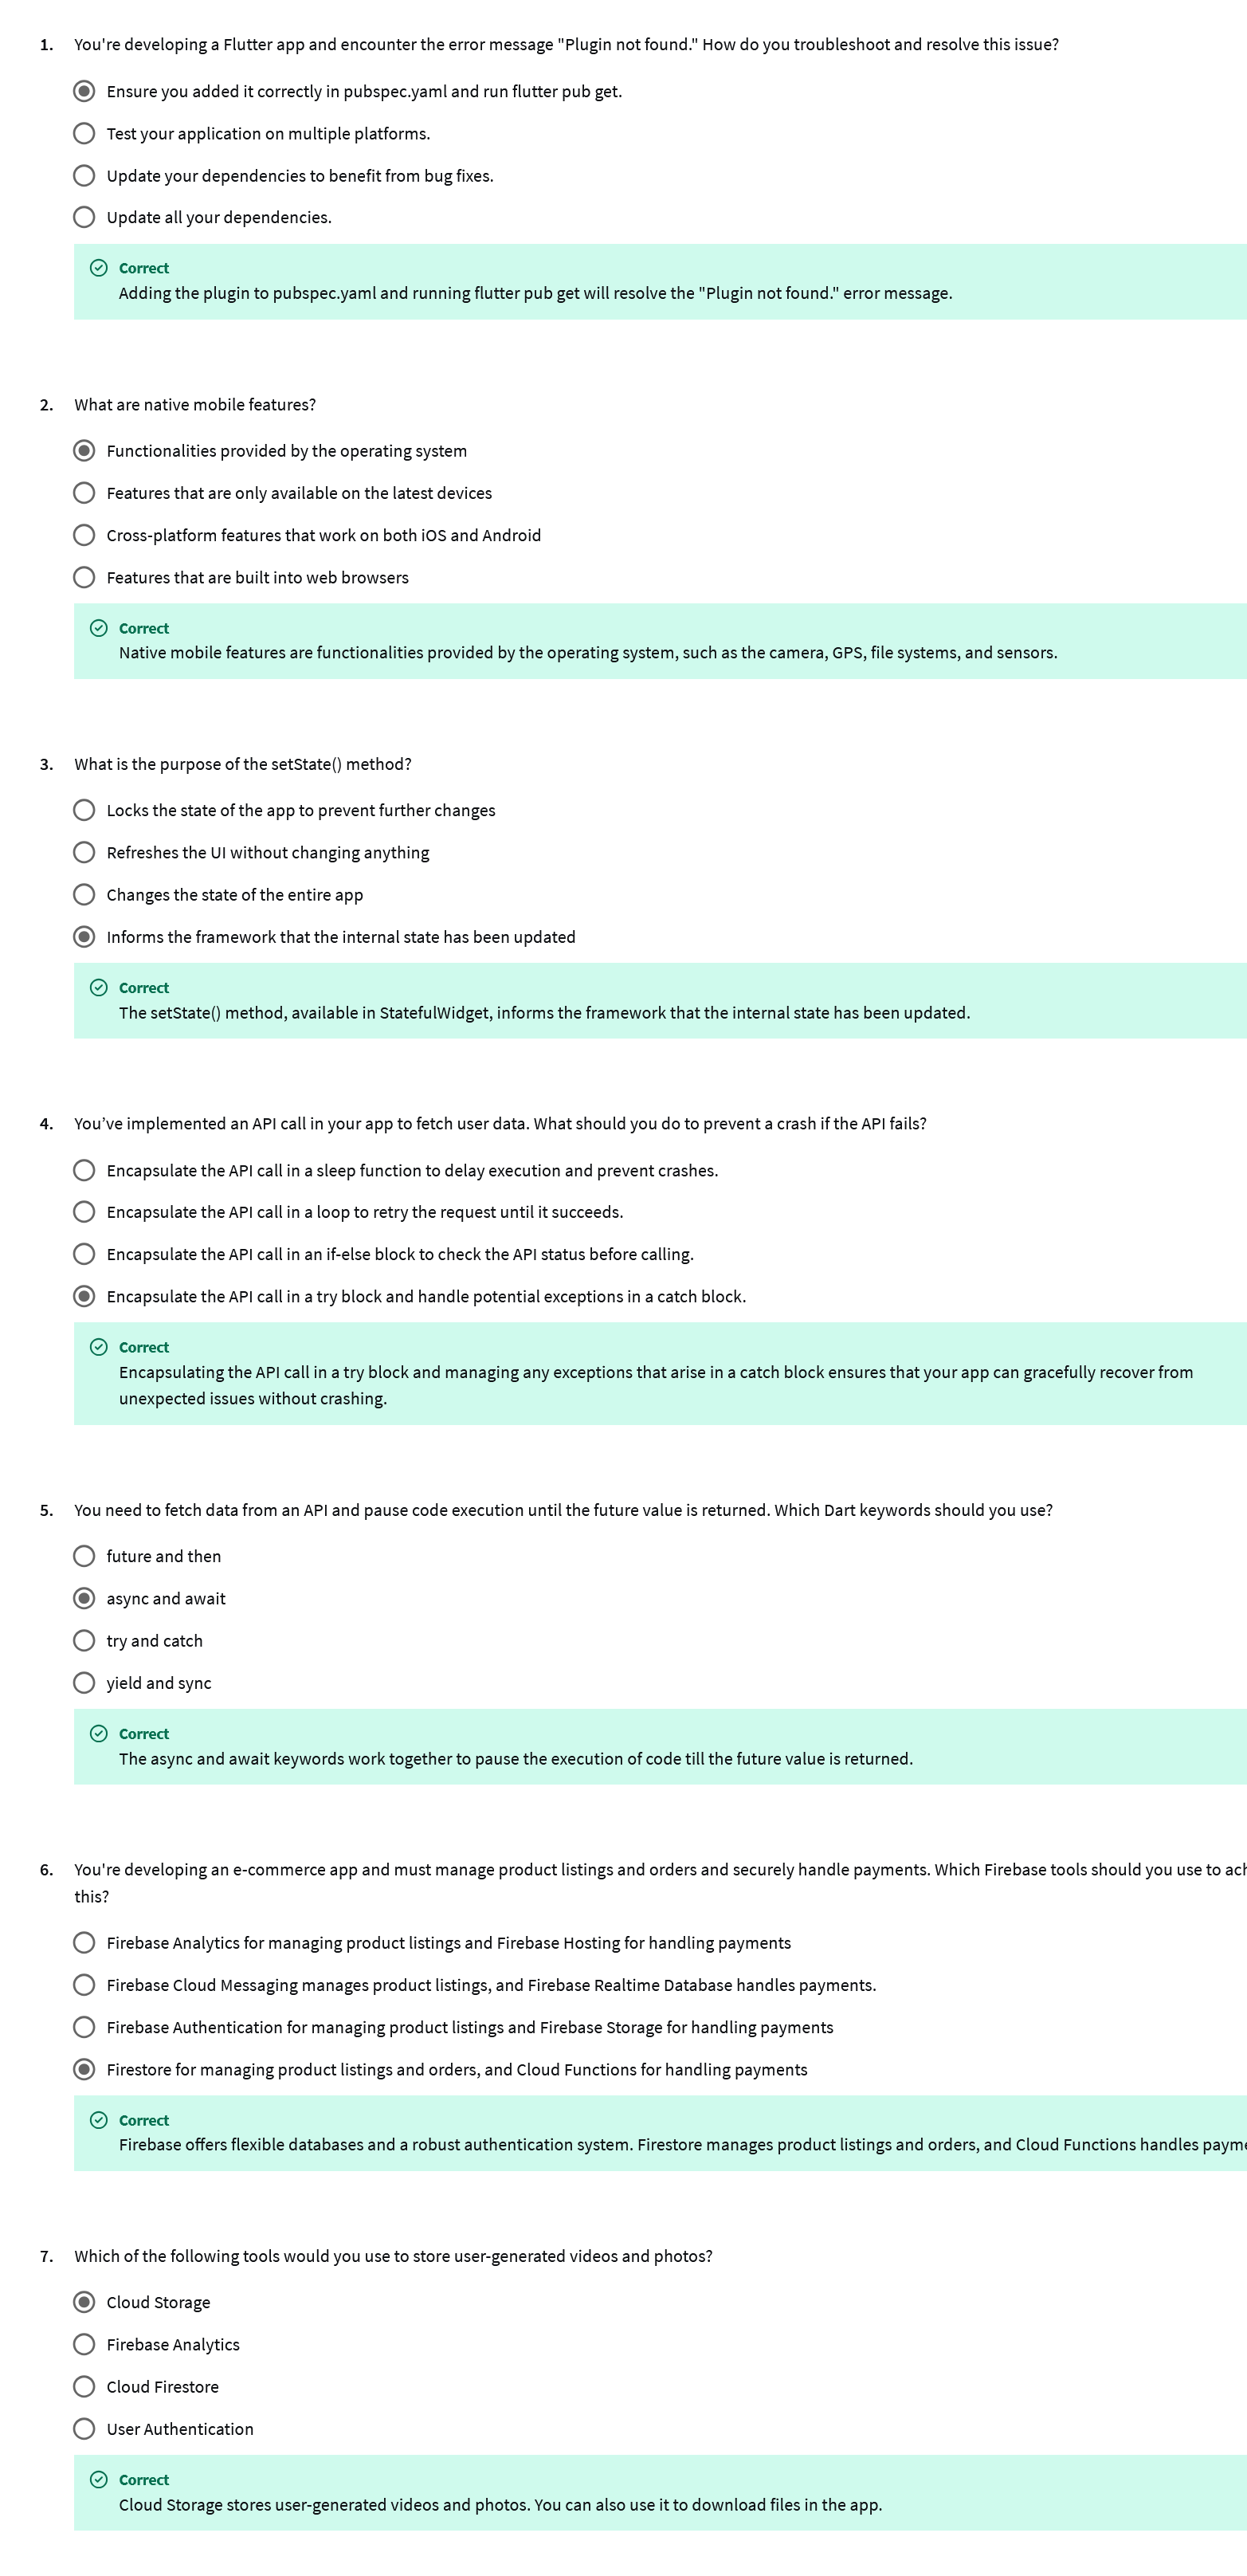 1. You're developing a Flutter app and encounter the error message "Plugin not found." How do you troubleshoot and resolve this issue?
Ensure you added it correctly in pubspec.yaml and run flutter pub get.
Test your application on multiple platforms.
Update your dependencies to benefit from bug fixes.
Update all your dependencies.
Correct
Adding the plugin to pubspec.yaml and running flutter pub get will resolve the "Plugin not found." error message.
2. What are native mobile features?
Functionalities provided by the operating system
Features that are only available on the latest devices
Cross-platform features that work on both iOS and Android
Features that are built into web browsers
Correct
Native mobile features are functionalities provided by the operating system, such as the camera, GPS, file systems, and sensors.
3. What is the purpose of the setState() method?
Locks the state of the app to prevent further changes
Refreshes the UI without changing anything
Changes the state of the entire app
Informs the framework that the internal state has been updated
Correct
The setState() method, available in StatefulWidget, informs the framework that the internal state has been updated.
4. You’ve implemented an API call in your app to fetch user data. What should you do to prevent a crash if the API fails?
Encapsulate the API call in a sleep function to delay execution and prevent crashes.
Encapsulate the API call in a loop to retry the request until it succeeds.
Encapsulate the API call in an if-else block to check the API status before calling.
Encapsulate the API call in a try block and handle potential exceptions in a catch block.
Correct
Encapsulating the API call in a try block and managing any exceptions that arise in a catch block ensures that your app can gracefully recover from
unexpected issues without crashing.
5. You need to fetch data from an API and pause code execution until the future value is returned. Which Dart keywords should you use?
future and then
async and await
try and catch
yield and sync
Correct
The async and await keywords work together to pause the execution of code till the future value is returned.
6. You're developing an e-commerce app and must manage product listings and orders and securely handle payments. Which Firebase tools should you use to
this?
Firebase Analytics for managing product listings and Firebase Hosting for handling payments
Firebase Cloud Messaging manages product listings, and Firebase Realtime Database handles payments.
Firebase Authentication for managing product listings and Firebase Storage for handling payments
Firestore for managing product listings and orders, and Cloud Functions for handling payments
Correct
Firebase offers flexible databases and a robust authentication system. Firestore manages product listings and orders, and Cloud Functions handles
7. Which of the following tools would you use to store user-generated videos and photos?
Cloud Storage
Firebase Analytics
Cloud Firestore
User Authentication
Correct
Cloud Storage stores user-generated videos and photos. You can also use it to download files in the app.